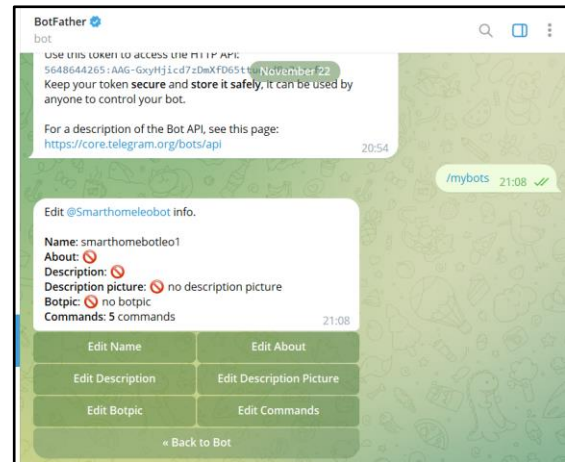 BotFather
bot
Use this token to access the HTTP API:
5648644265:AAG-GxyHjicd7zDmXfD65tt
November 22
Keep your token secure and store it safely, it can be used by
anyone to control your bot.
For a description of the Bot API, see this page:
https://core.telegram.org/bots/api
20:54
/mybots 21:08
Edit @Smarthomeleobot info.
Name: smarthomebotleo1
About: 🚫
Description: 🚫
Description picture: 🚫 no description picture
Botpic: 🚫 no botpic
Commands: 5 commands
21:08
Edit Name Edit About
Edit Description Edit Description Picture
Edit Botpic Edit Commands
« Back to Bot